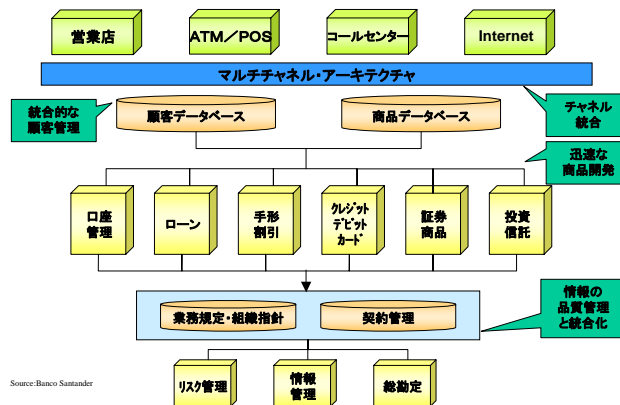 営業店
ATM／POS
コールセンター
Internet
マルチチャネル・アーキテクチャ
統合的な
顧客管理
顧客データベース
商品データベース
チャネル
統合
迅速な
商品開発
口座
管理
ローン
手形
割引
クレジット
デビット
カード
証券
商品
投資
信託
業務規定・組織指針
契約管理
情報の
品質管理
と統合化
リスク管理
情報
管理
総勘定
Source:Banco Santander